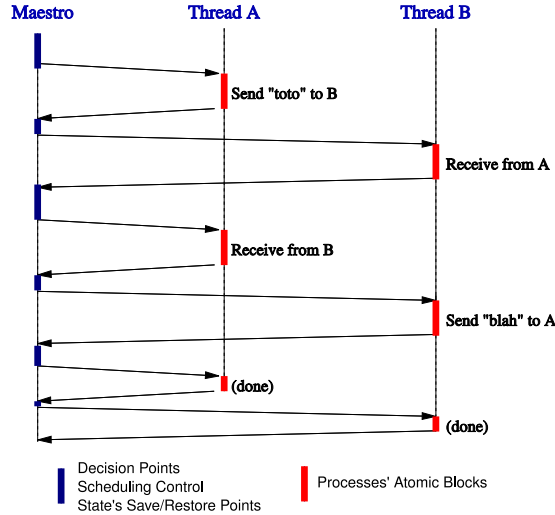 Maestro Thread A Thread B
Send "toto" to B
Receive from A
Receive from B
Send "blah" to A
(done)
(done)
Decision Points
Scheduling Control
State's Save/Restore Points
Processes' Atomic Blocks